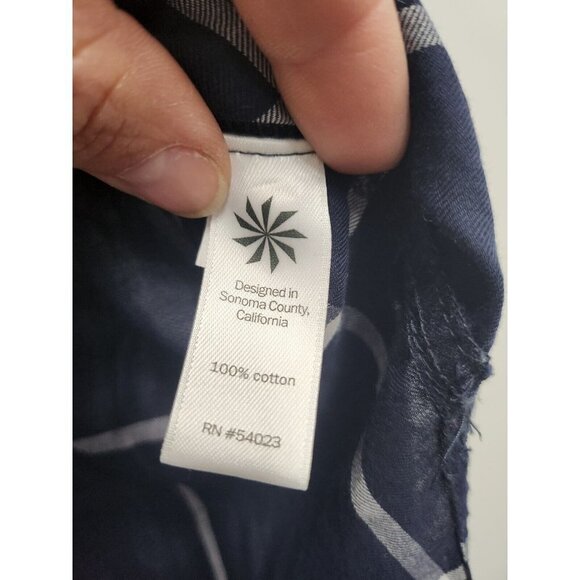 Designed in
Sonoma County,
California
100% cotton
RN #54023